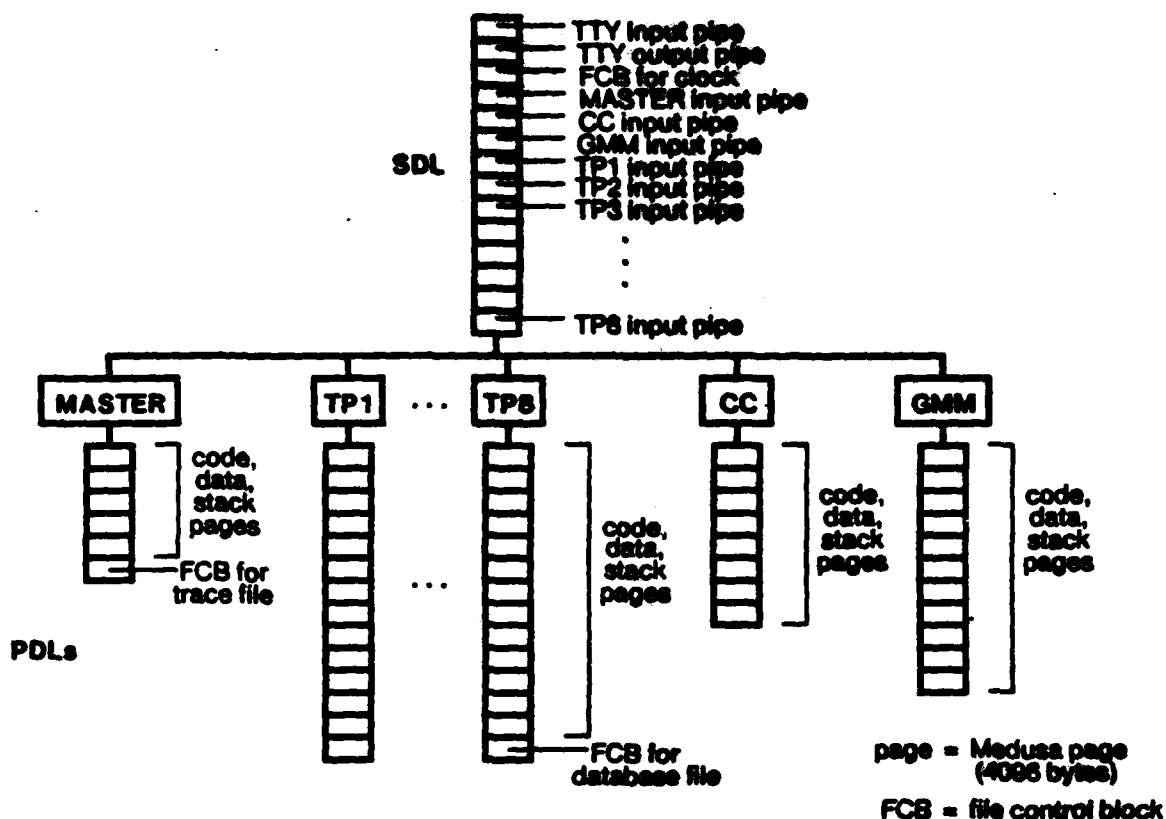 TTY input pipe
TTY output pipe
FCB for clock
MASTER input pipe
CC input pipe
GMM input pipe
SDL
TP1 input pipe
TP2 input pipe
TP3 input pipe
TP8 input pipe
MASTER
TP1
...
TP8
CC
GMM
code,
data,
stack
pages
FCB for
trace file
...
code,
data,
stack
pages
code,
data,
stack
pages
code,
data,
stack
pages
PDLs
FCB for
database file
page = Medusa page
(4096 bytes)
FCB = file control block